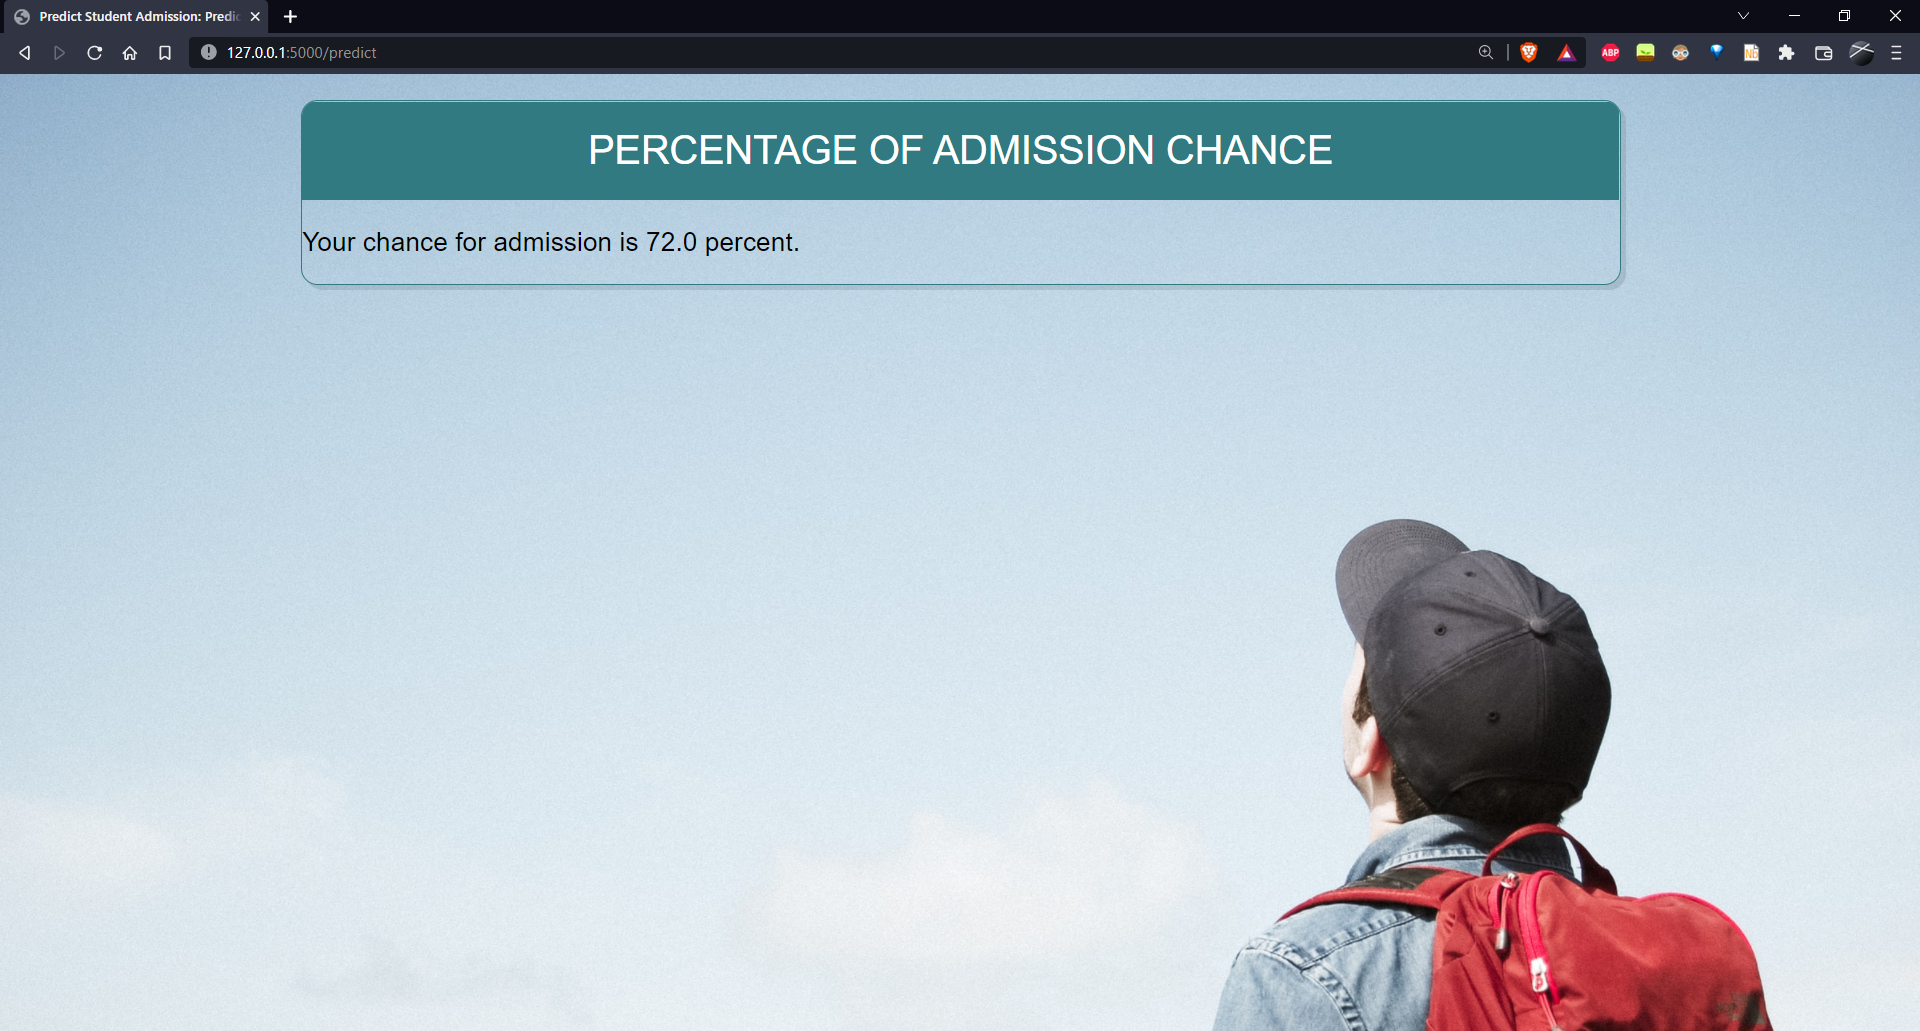 Predict Student Admission: Predic
127.0.0.1:5000/predict
ABP
PERCENTAGE OF ADMISSION CHANCE
Your chance for admission is 72.0 percent.